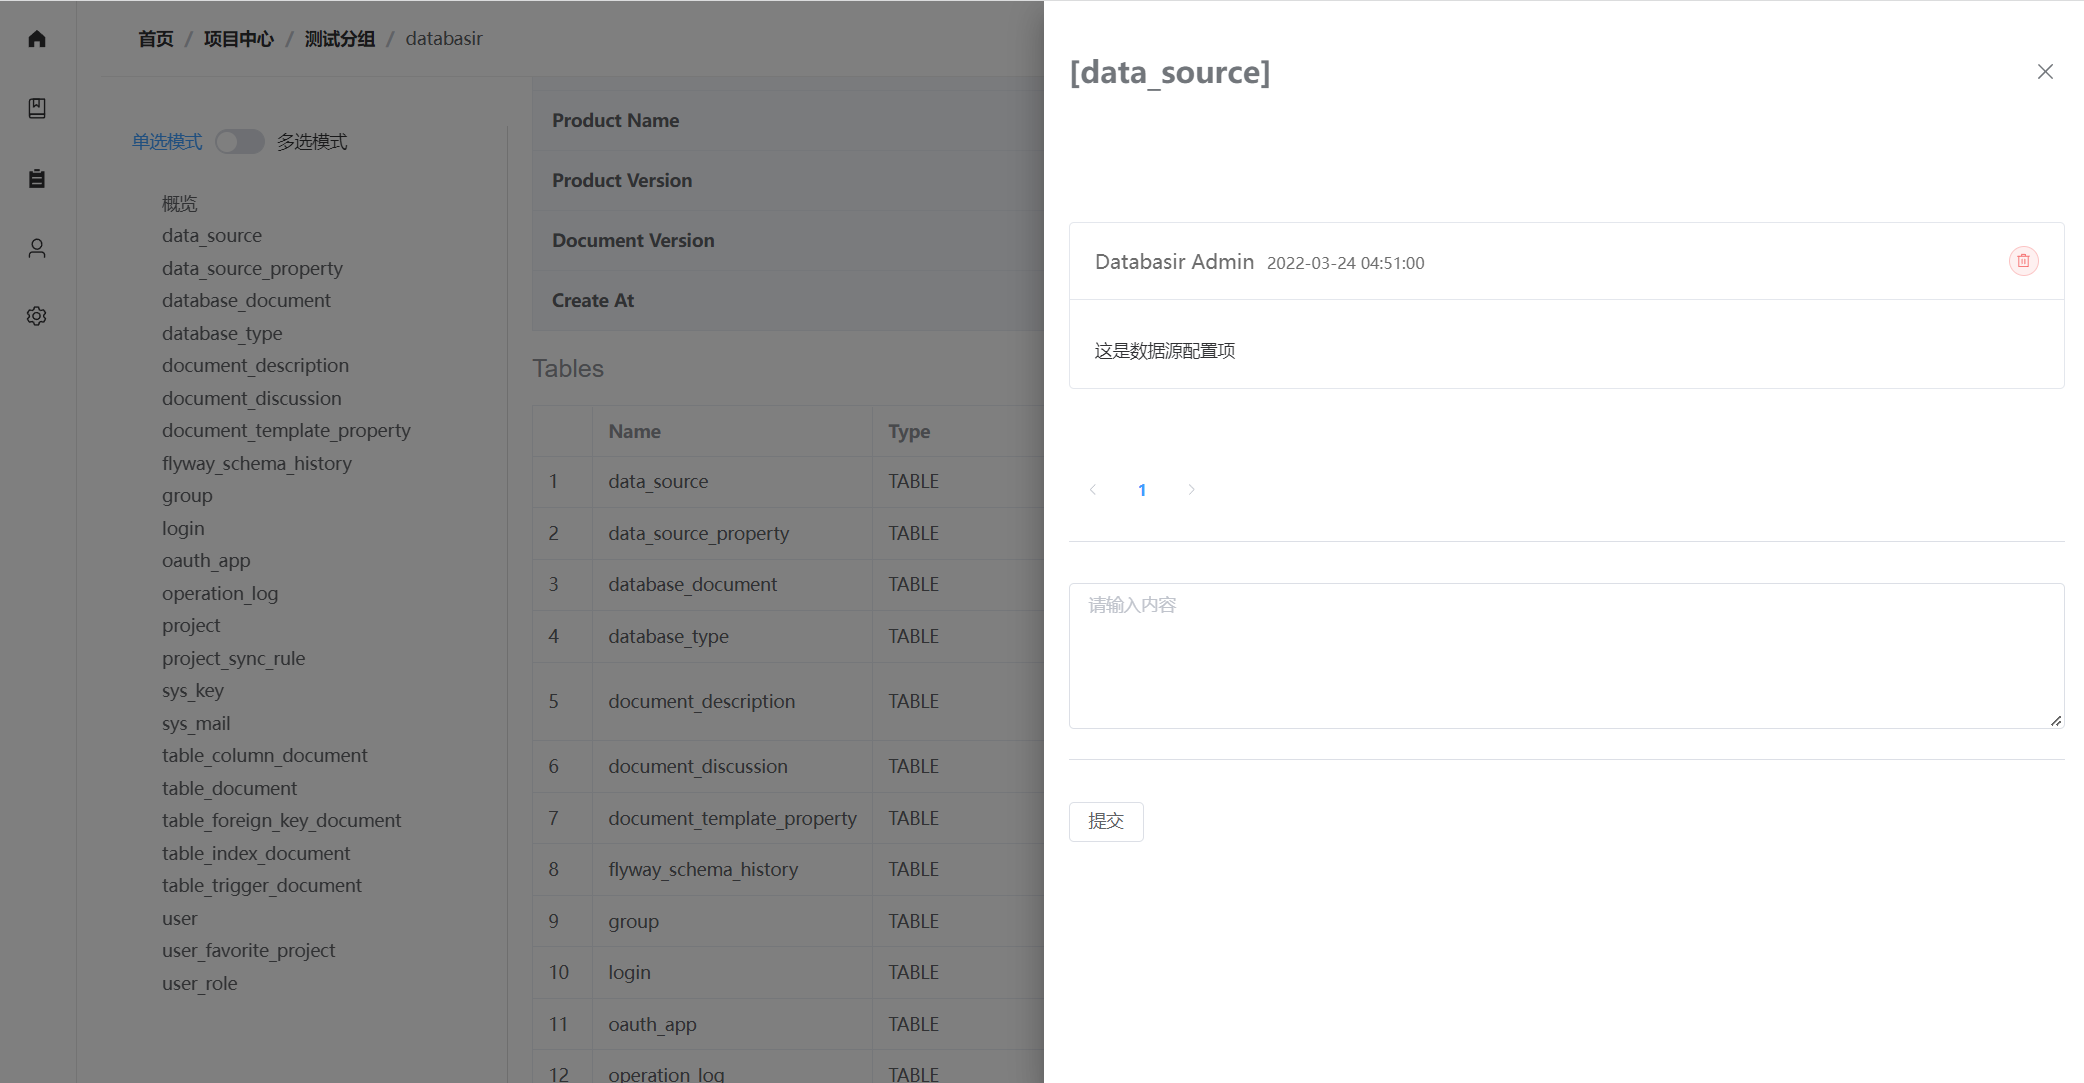 首页 / 项目中心 / 测试分组 / databasir
单选模式 多选模式
概览
data_source
data_source_property
database_document
database_type
document_description
document_discussion
document_template_property
flyway_schema_history
group
login
oauth_app
operation_log
project
project_sync_rule
sys_key
sys_mail
table_column_document
table_document
table_foreign_key_document
table_index_document
table_trigger_document
user
user_favorite_project
user_role
Product Name
Product Version
Document Version
Create At
Tables
Name Type
1 data_source TABLE
2 data_source_property TABLE
3 database_document TABLE
4 database_type TABLE
5 document_description TABLE
6 document_discussion TABLE
7 document_template_property TABLE
8 flyway_schema_history TABLE
9 group TABLE
10 login TABLE
11 oauth_app TABLE
12 operation_log TABLE
[data_source]
Databasir Admin 2022-03-24 04:51:00
这是数据源配置项
1
请输入内容
提交